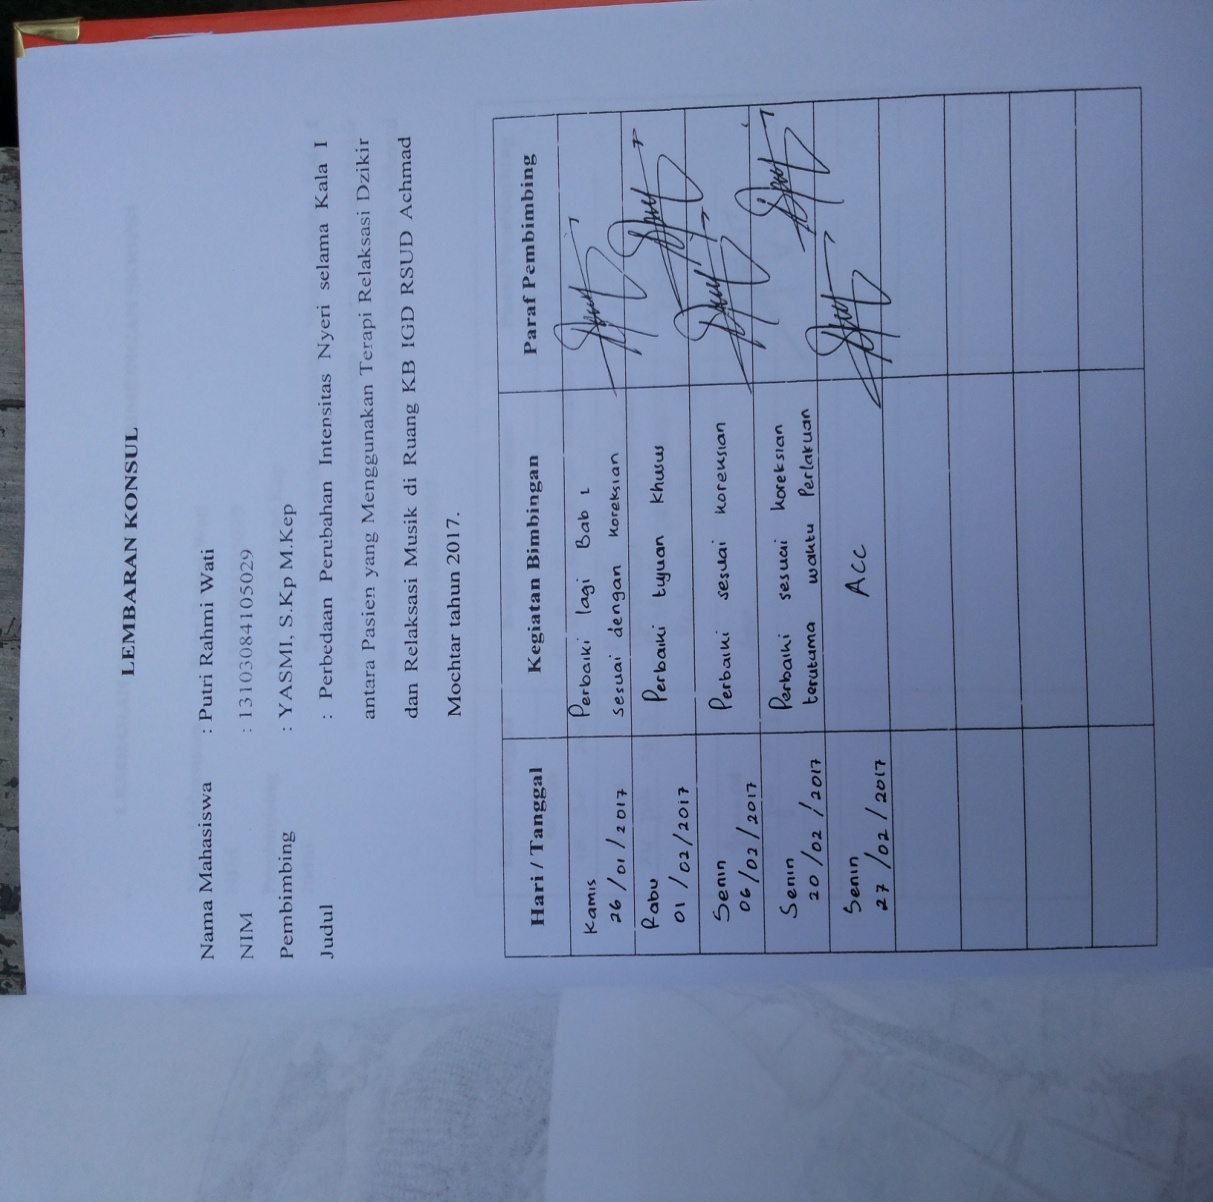 LEMBARAN KONSUL
Nama Mahasiswa : Putri Rahmi Wati
NIM : 1310308410​5029
Pembimbing : YASMI, S.Kp M.Kep
Judul : Perbedaan Perubahan Intensitas Nyeri selama Kala I
antara Pasien yang Menggunakan Terapi Relaksasi Dzikir
dan Relaksasi Musik di Ruang KB IGD RSUD Achmad
Mochtar tahun 2017.
Hari / Tanggal Kegiatan Bimbingan Paraf Pembimbing
Kamis Perbaiki lagi Bab 1
26/01/2017 sesuai dengan koreksian
Rabu Perbaiki tujuan khusus
01/02/2017
Senin Perbaiki sesuai koreksian
06/02/2017
Senin Perbaiki sesuai koreksian
20/02/2017 terutama waktu Perlakuan
Senin ACC
27/02/2017